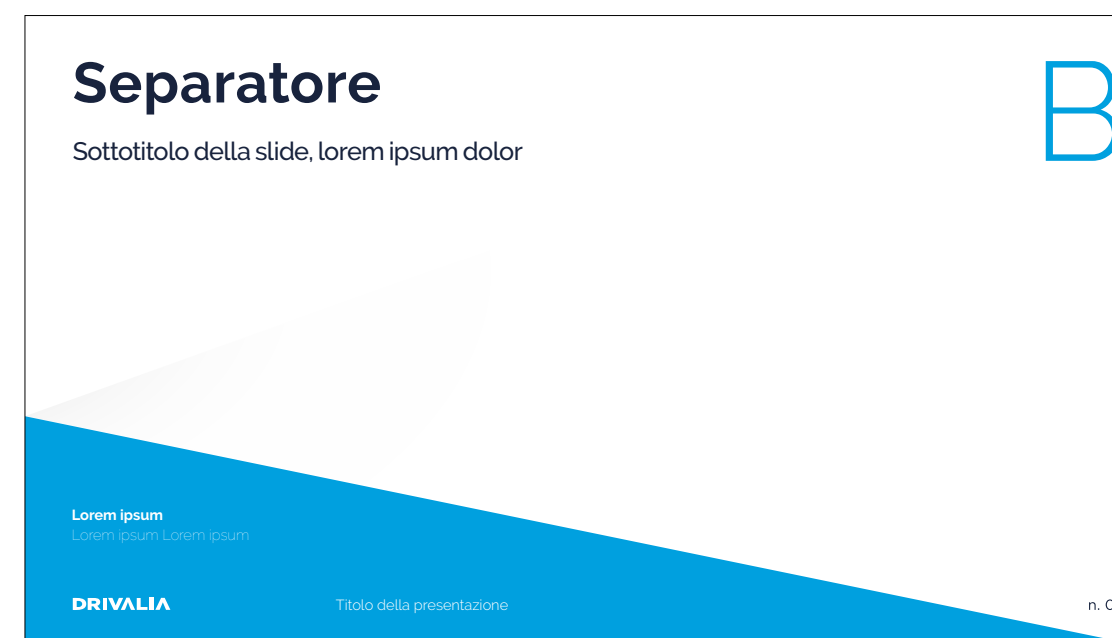 Separatore
B
Sottotitolo della slide, lorem ipsum dolor
Lorem ipsum
Lorem ipsum Lorem ipsum
DRIVALIA
Titolo della presentazione
n.